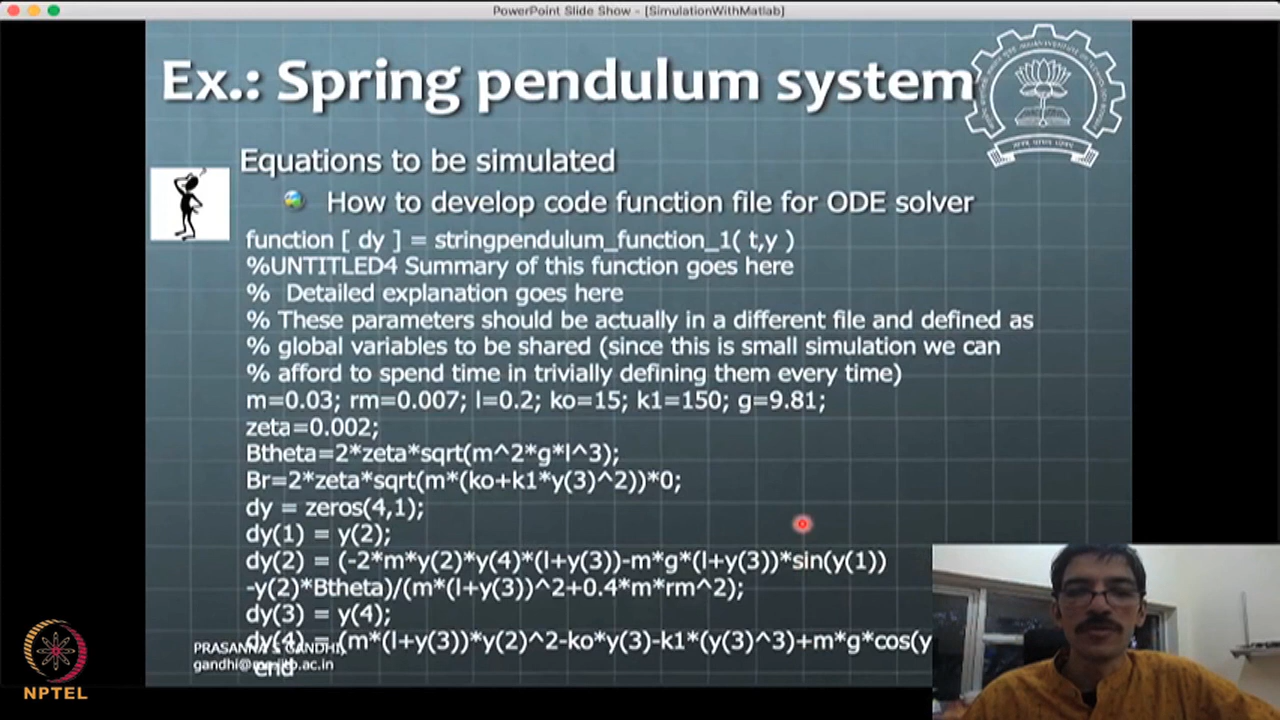 PowerPoint Slide Show - [SimulationWithMatlab]
Ex.: Spring pendulum system
Equations to be simulated
How to develop code function file for ODE solver
function [ dy ] = stringpendulum_function_1( t,y )
%UNTITLED4 Summary of this function goes here
% Detailed explanation goes here
% These parameters should be actually in a different file and defined as
% global variables to be shared (since this is small simulation we can
% afford to spend time in trivially defining them every time)
m=0.03; rm=0.007; l=0.2; ko=15; k1=150; g=9.81;
zeta=0.002;
Btheta=2*zeta*sqrt(m^2*g*l^3);
Br=2*zeta*sqrt(m*(ko+k1*y(3)^2))*0;
dy = zeros(4,1);
dy(1) = y(2);
dy(2) = (-2*m*y(2)*y(4)*(l+y(3))-m*g*(l+y(3))*sin(y(1))
-y(2)*Btheta)/(m*(l+y(3))^2+0.4*m*rm^2);
dy(3) = y(4);
dy(4) = (m*(l+y(3))*y(2)^2-ko*y(3)-k1*(y(3)^3)+m*g*cos(y
end
PRASANNA S GANDHI,
NPTEL